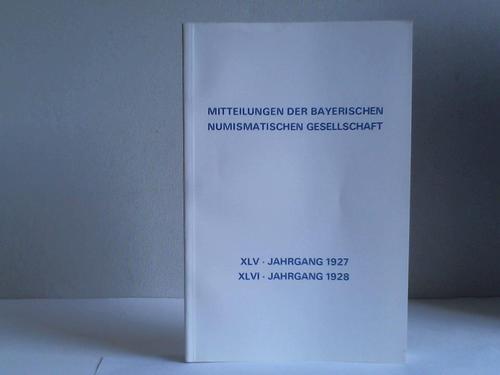 MITTEILUNGEN DER BAYERISCHEN
NUMISMATISCHEN GESELLSCHAFT
XLV · JAHRGANG 1927
XLVI · JAHRGANG 1928